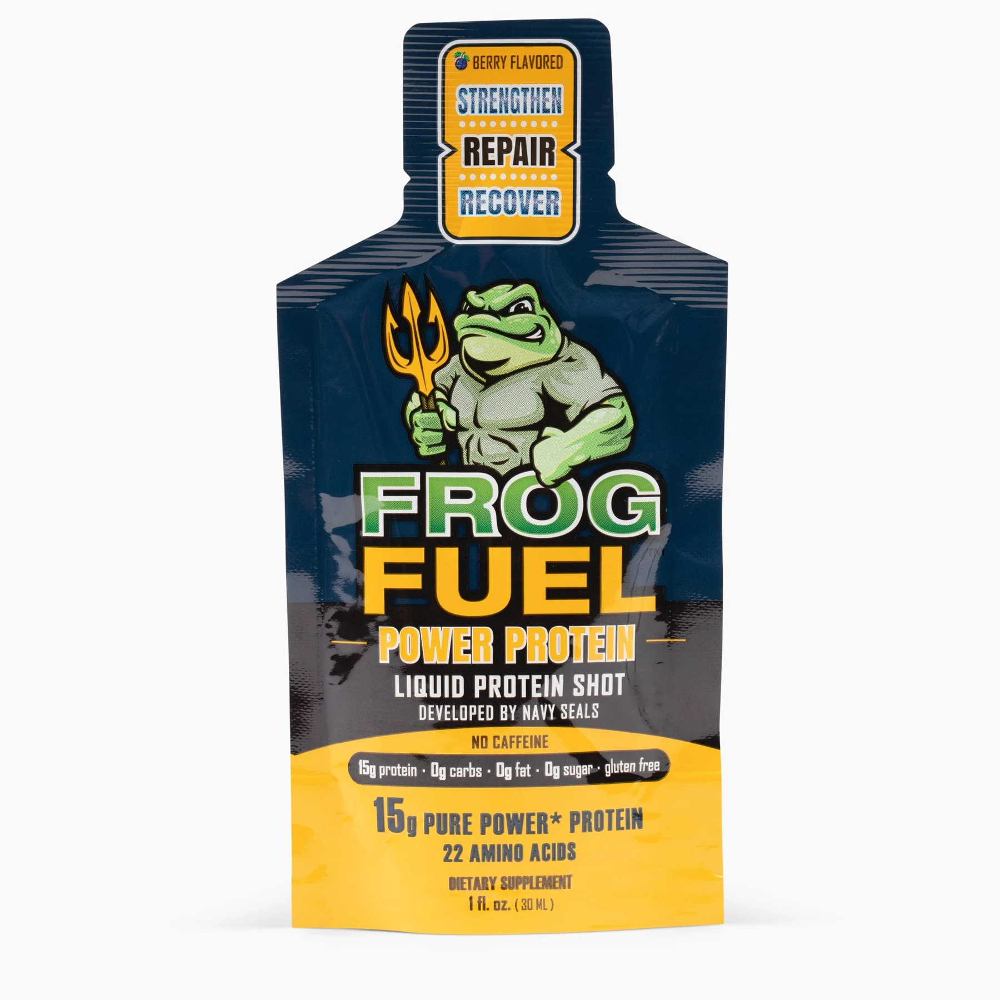 BERRY FLAVORED
STRENGTHEN
REPAIR
RECOVER
FROG
FUEL™
POWER PROTEIN
LIQUID PROTEIN SHOT
DEVELOPED BY NAVY SEALS
NO CAFFEINE
15g protein · 0g carbs · 0g fat · 0g sugar · gluten free
15g PURE POWER* PROTEIN
22 AMINO ACIDS
DIETARY SUPPLEMENT
1 fl. oz. (30 ML)